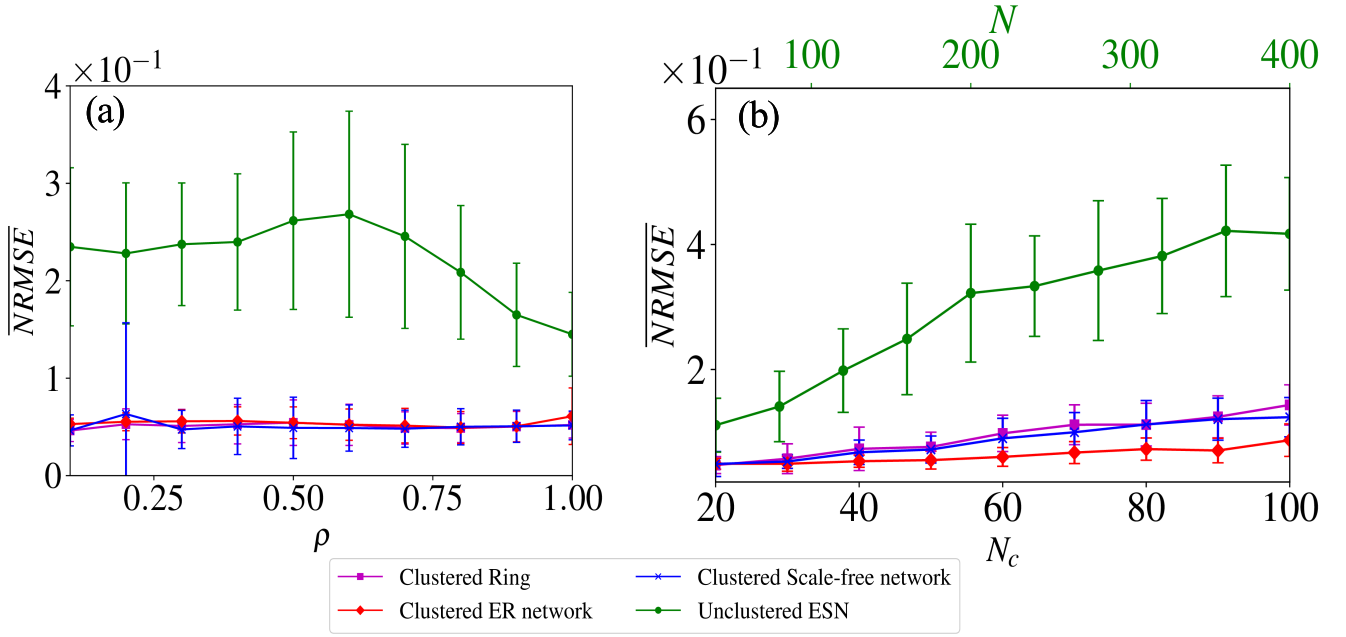 N
×10⁻¹
100 200 300 400
×10⁻¹
4
(a)
3
2
1
0
NRMSE
0.25 0.50 0.75 1.00
ρ
(b)
6
4
2
NRMSE
20 40 60 80 100
N_c
Clustered Ring
Clustered ER network
Clustered Scale-free network
Unclustered ESN